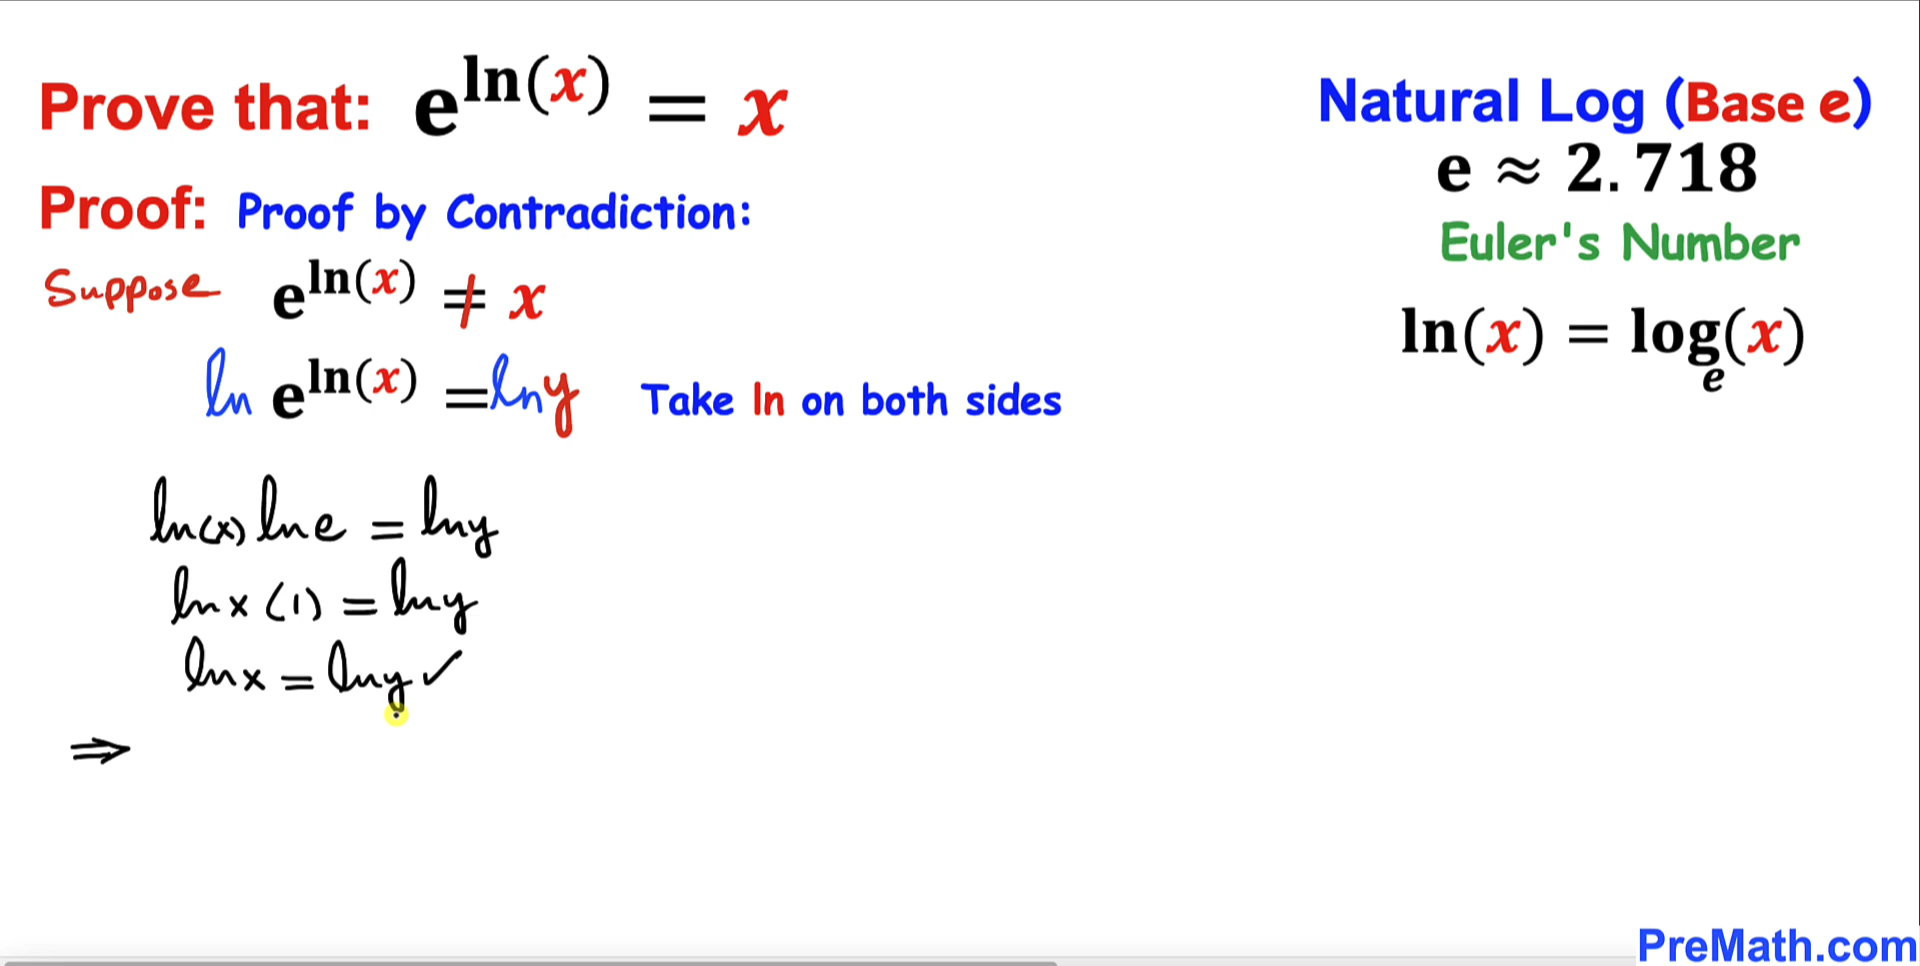 Prove that: e^ln(x) = x
Proof: Proof by Contradiction:
Suppose e^ln(x) ≠ x
ln e^ln(x) = ln y Take ln on both sides
ln(x) ln e = ln y
ln x (1) = ln y
ln x = ln y ✓
⇒
Natural Log (Base e)
e ≈ 2.718
Euler's Number
ln(x) = log_e(x)
PreMath.com